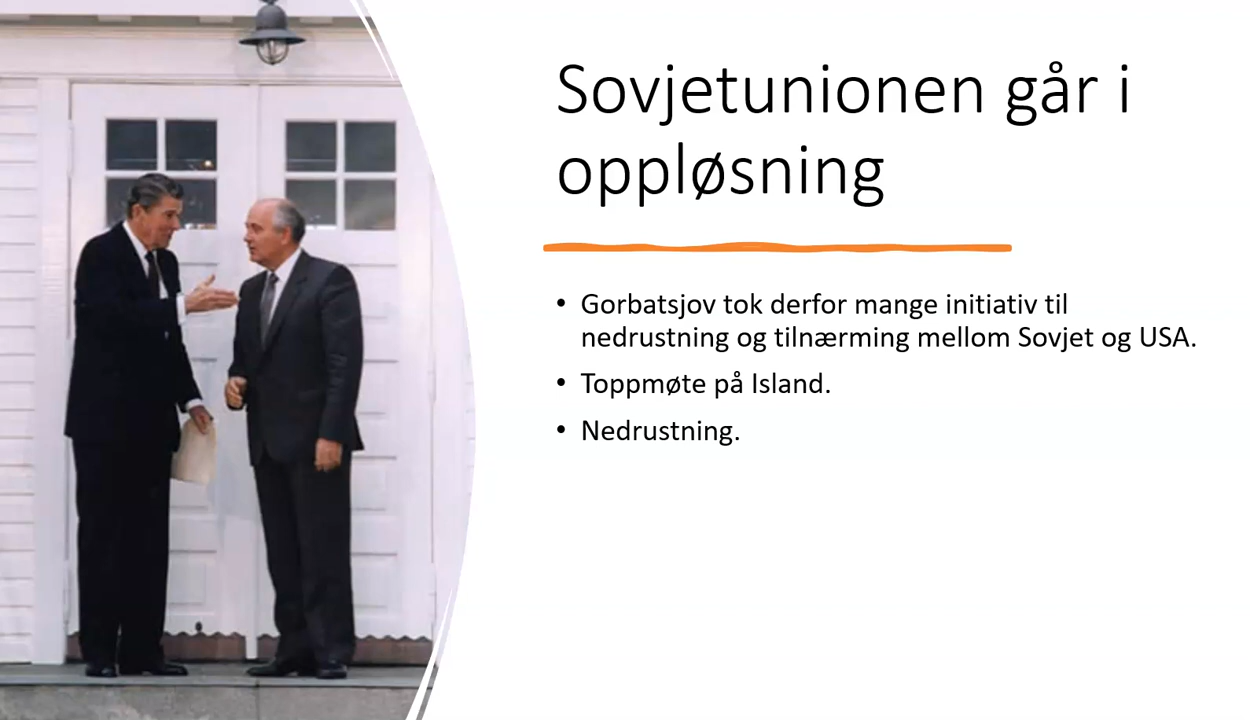 Sovjetunionen går i
oppløsning
• Gorbatsjov tok derfor mange initiativ til
nedrustning og tilnærming mellom Sovjet og USA.
• Toppmøte på Island.
• Nedrustning.